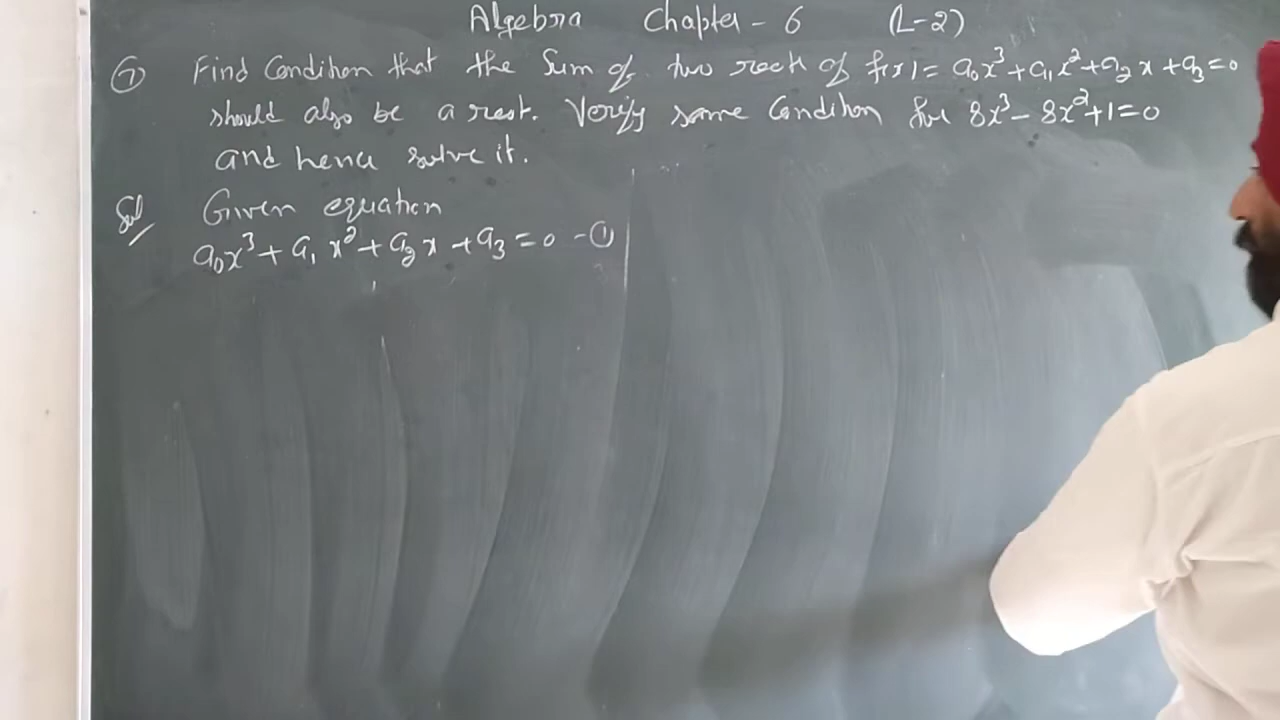 Algebra Chapter - 6 (L-2)
⑦ Find Condition that the Sum of two roots of f(x) = a₀x³ + a₁x² + a₂x + a₃ = 0
should also be a root. Verify same Condition for 8x³ - 8x² + 1 = 0
and hence solve it.
Sol Given equation
a₀x³ + a₁x² + a₂x + a₃ = 0 - ①